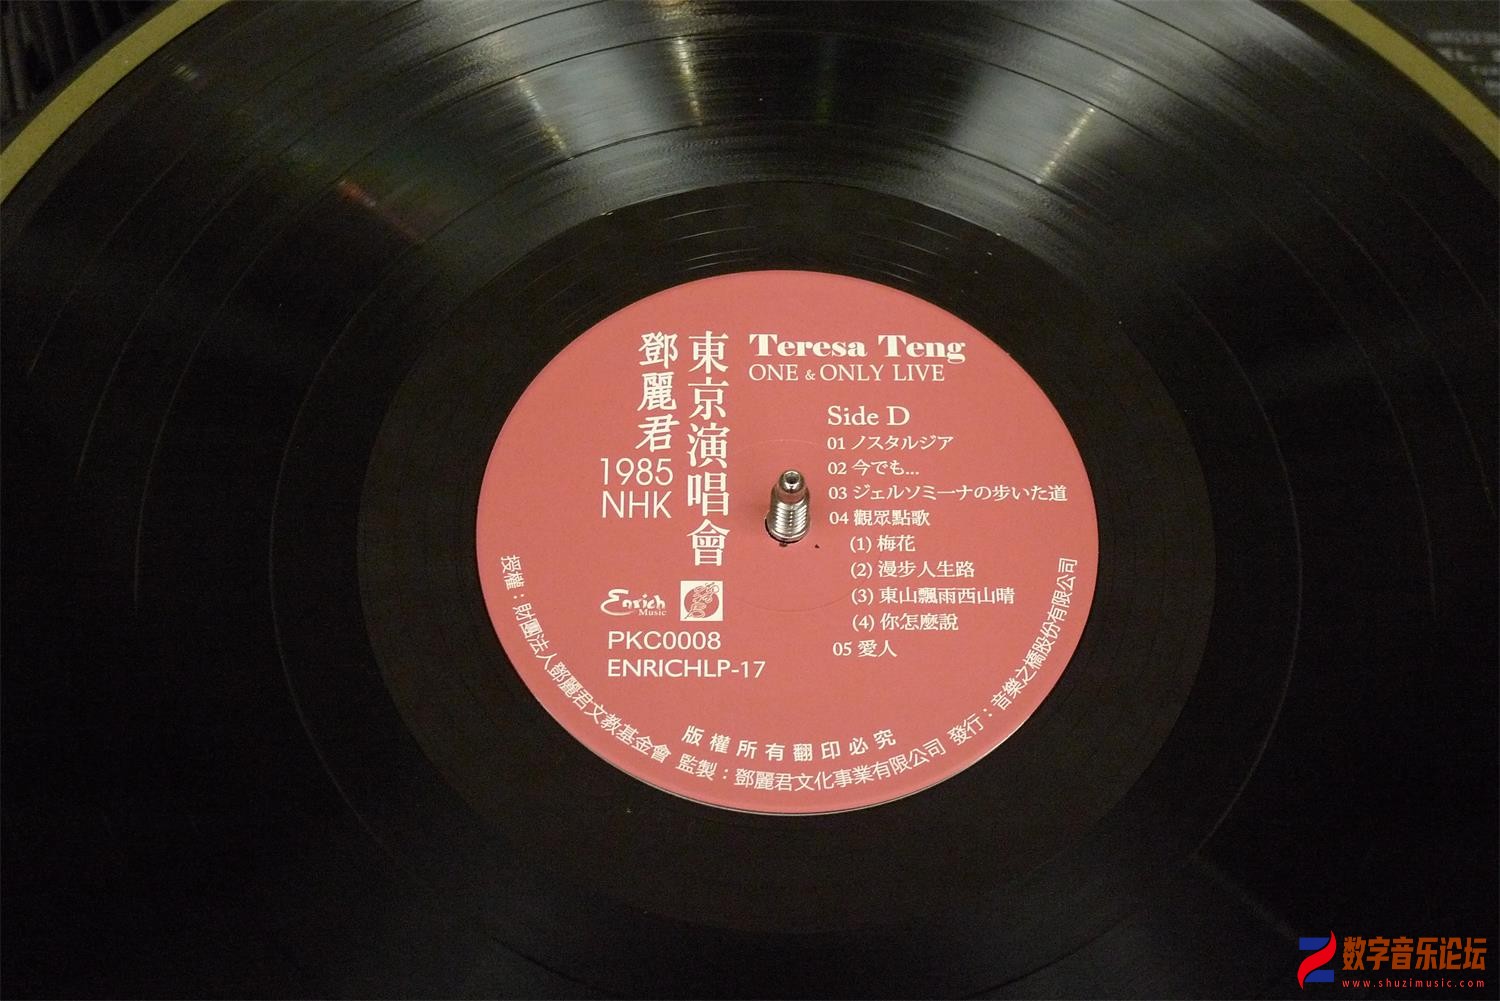 東京演唱會
鄧麗君
1985
NHK
Teresa Teng
ONE & ONLY LIVE
Side D
01 ノスタルジア
02 今でも...
03 ジェルソミーナの歩いた道
04 觀眾點歌
(1) 梅花
(2) 漫步人生路
(3) 東山飄雨西山晴
(4) 你怎麼說
05 愛人
Enrich
Music
PKC0008
ENRICHLP-17
版權所有翻印必究
授權：財團法人鄧麗君文教基金會 監製：鄧麗君文化事業有限公司 發行：音樂之橋股份有限公司
数字音乐论坛
www.shuzimusic.com